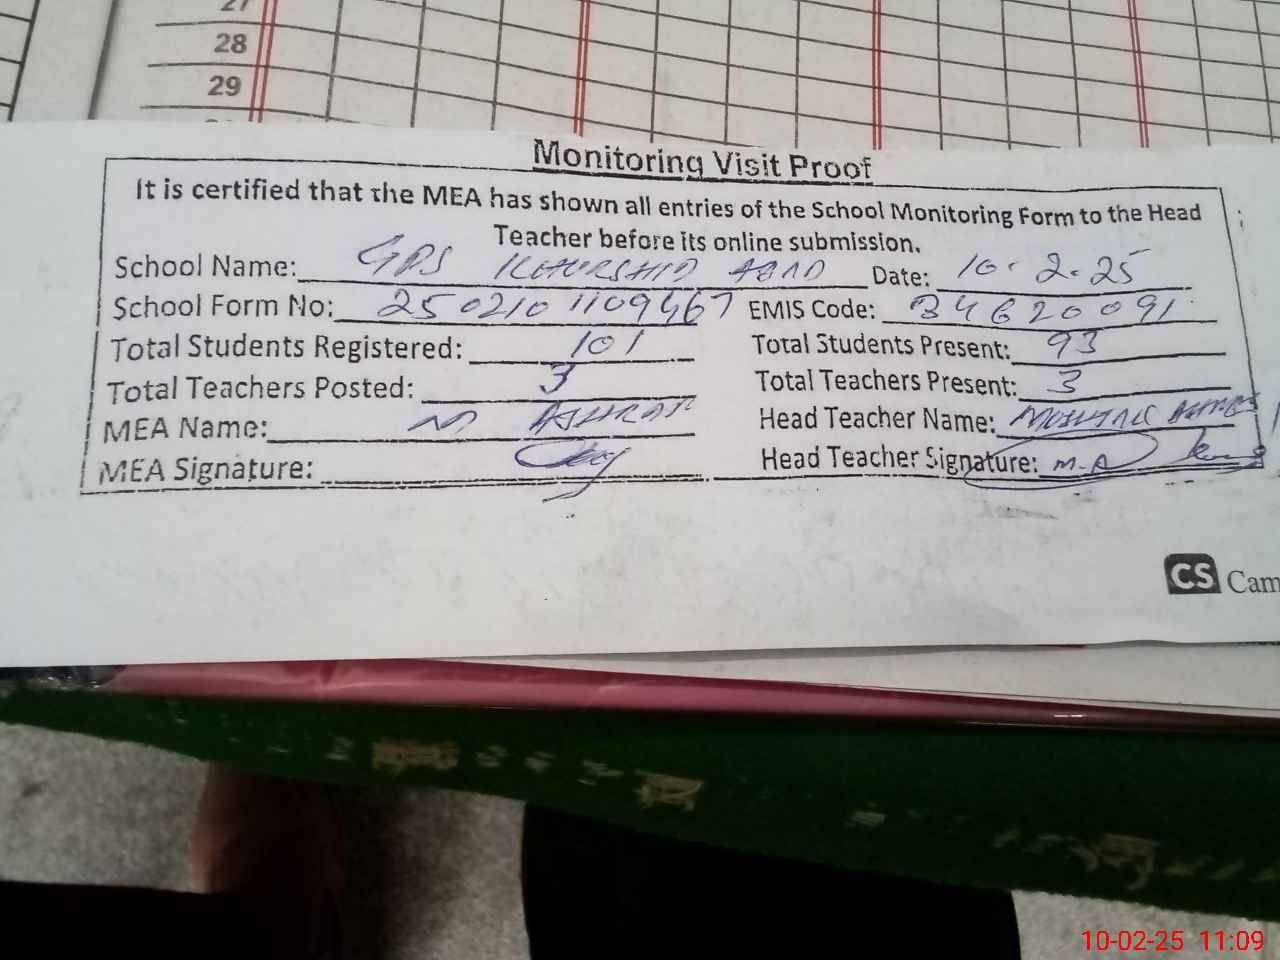 27
28
29
Monitoring Visit Proof
It is certified that the MEA has shown all entries of the School Monitoring Form to the Head
Teacher before its online submission.
School Name: GPS KHURSHID ABAD Date: 10.2.25
School Form No: 2502101109467 EMIS Code: 34620091
Total Students Registered: 101 Total Students Present: 93
Total Teachers Posted: 3 Total Teachers Present: 3
MEA Name: M ASHRAF Head Teacher Name: MUSHTAQ AHMED
MEA Signature: Head Teacher Signature: M.A
CS Cam
10-02-25 11:09